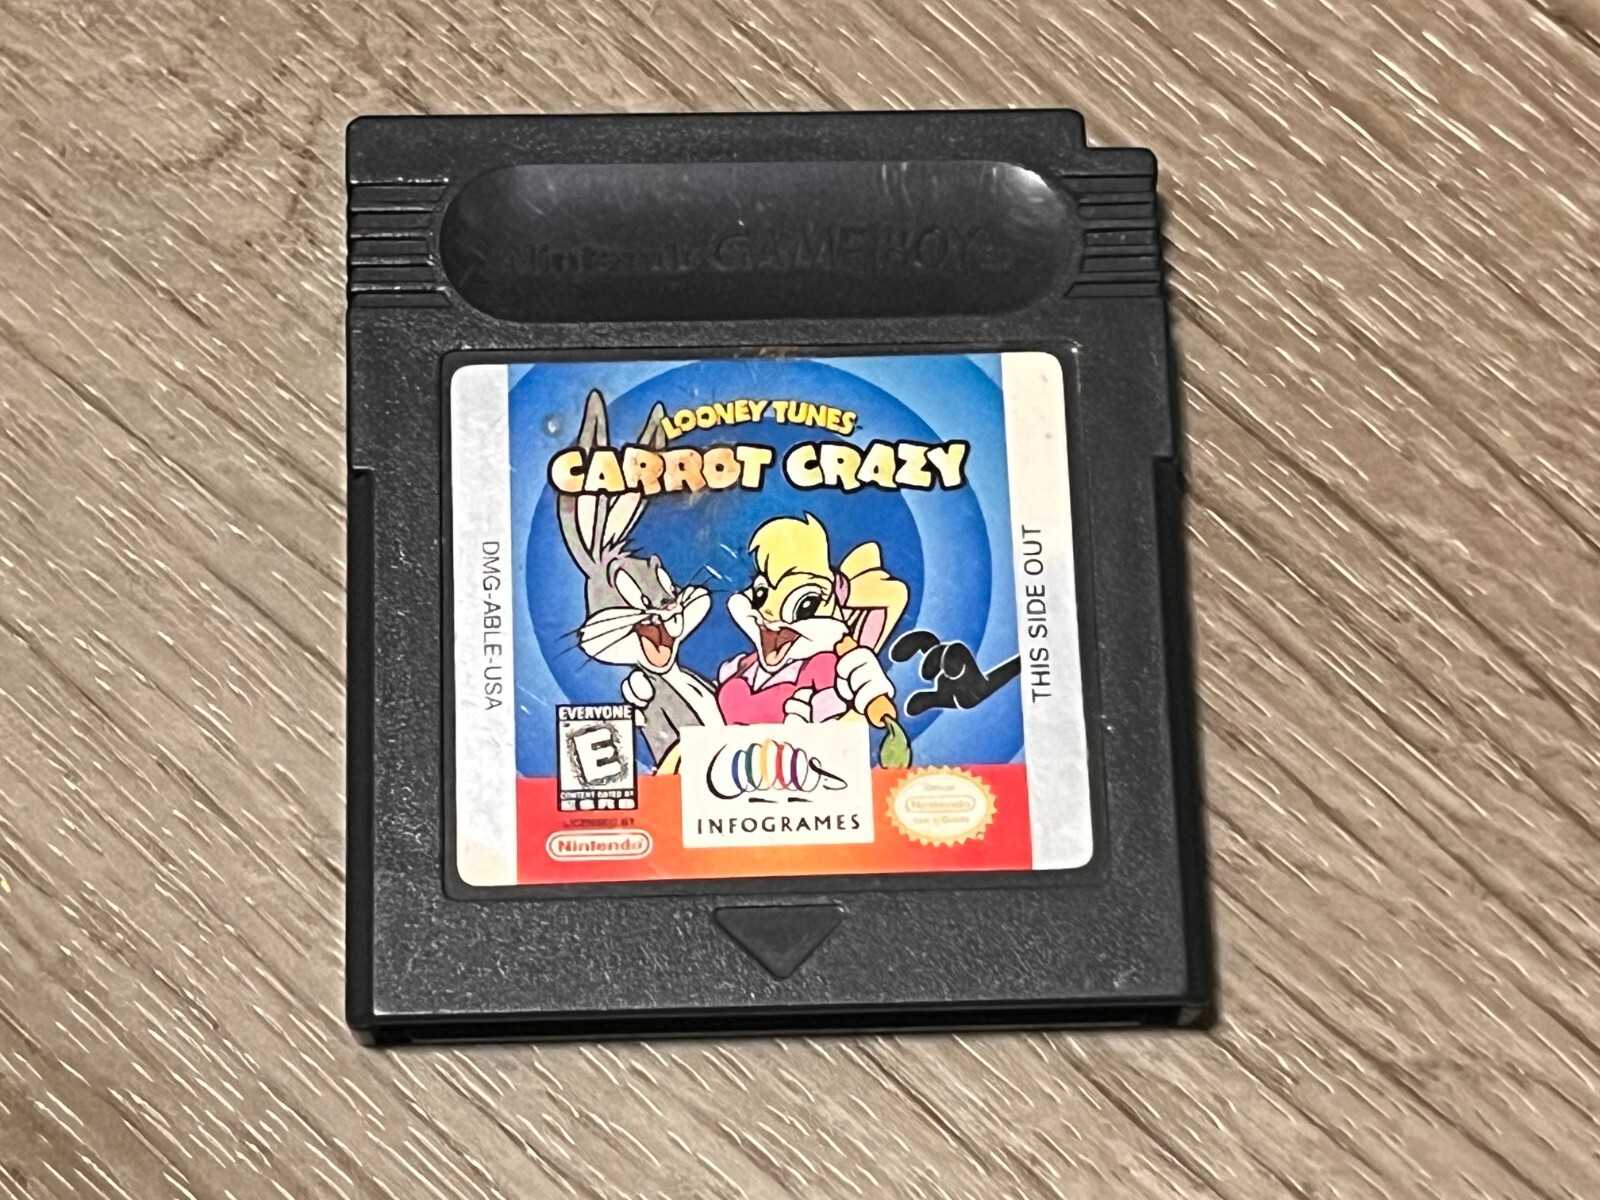 Nintendo GAME BOY
LOONEY TUNES
CARROT CRAZY
DMG-ABLE-USA
THIS SIDE OUT
EVERYONE
E
CONTENT RATED BY
ESRB
LICENSED BY
Nintendo
INFOGRAMES
Nintendo